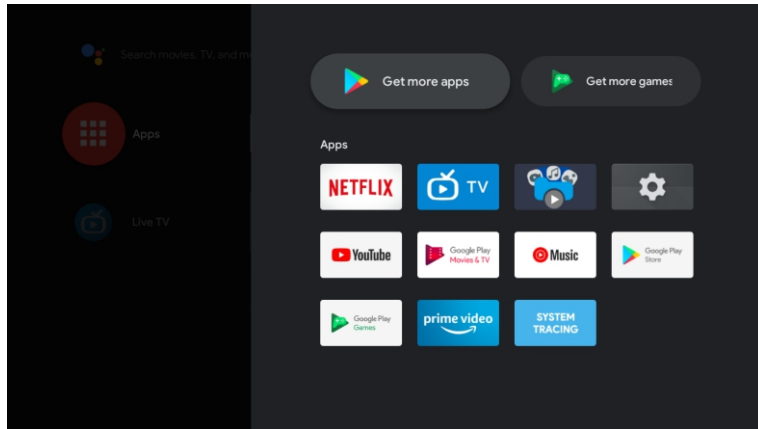 Search movies, TV, and m
Apps
Live TV
Get more apps
Get more games
Apps
NETFLIX
TV
YouTube
Google Play
Movies & TV
Music
Google Play
Store
Google Play
Games
prime video
SYSTEM
TRACING